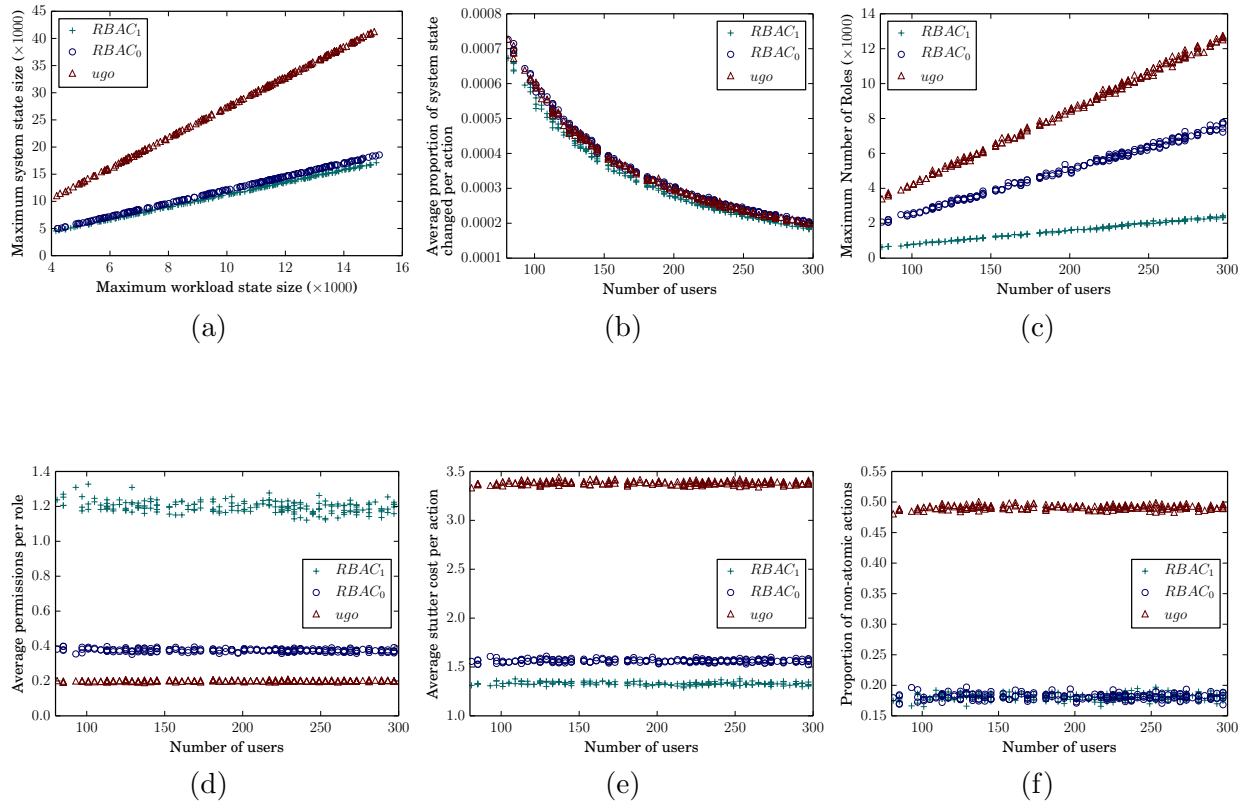 45
40
35
30
25
20
15
10
5
0
Maximum system state size (×1000)
RBAC₁
RBAC₀
ugo
4 6 8 10 12 14 16
Maximum workload state size (×1000)
(a)
0.0008
0.0007
0.0006
0.0005
0.0004
0.0003
0.0002
0.0001
Average proportion of system state
changed per action
RBAC₁
RBAC₀
ugo
100 150 200 250 300
Number of users
(b)
14
12
10
8
6
4
2
0
Maximum Number of Roles (×1000)
RBAC₁
RBAC₀
ugo
100 150 200 250 300
Number of users
(c)
1.4
1.2
1.0
0.8
0.6
0.4
0.2
0.0
Average permissions per role
RBAC₁
RBAC₀
ugo
100 150 200 250 300
Number of users
(d)
3.5
3.0
2.5
2.0
1.5
1.0
Average stutter cost per action
RBAC₁
RBAC₀
ugo
100 150 200 250 300
Number of users
(e)
0.55
0.50
0.45
0.40
0.35
0.30
0.25
0.20
0.15
Proportion of non-atomic actions
RBAC₁
RBAC₀
ugo
100 150 200 250 300
Number of users
(f)